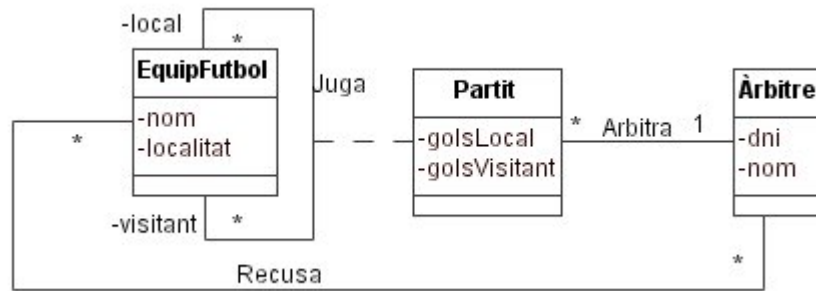 -local
*
EquipFutbol
-nom
-localitat
*
-visitant
*
Juga
Partit
-golsLocal
-golsVisitant
*
Arbitra
1
Àrbitre
-dni
-nom
*
Recusa